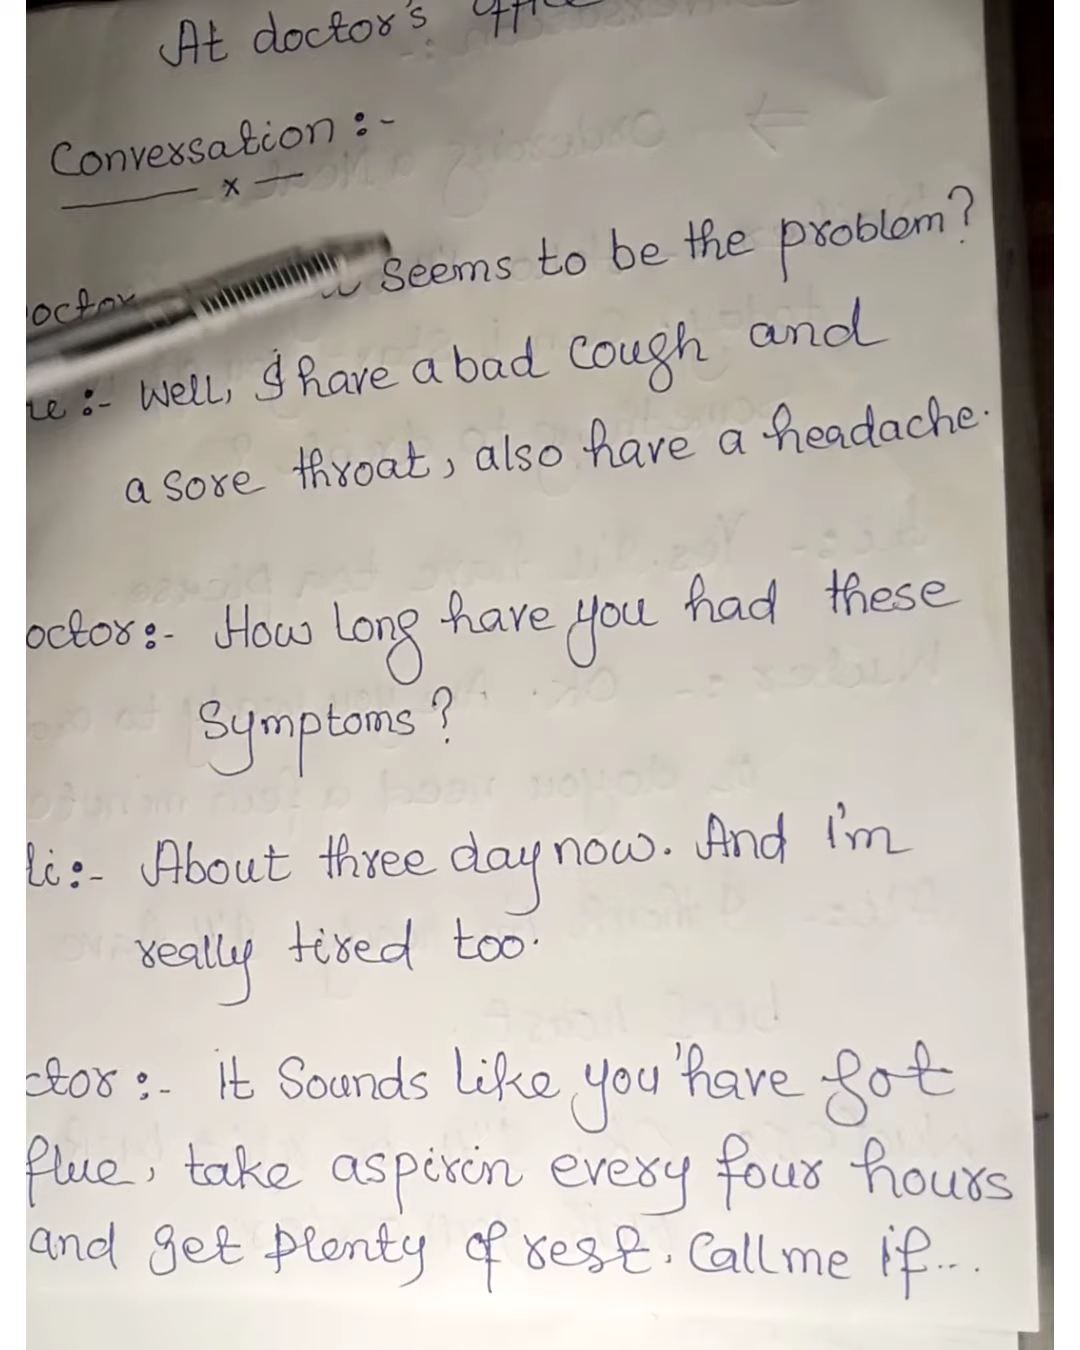 At doctor's
Conversation :-
x
octor seems to be the problem?
:- Well, I have a bad cough and
a sore throat, also have a headache.
octor:- How long have you had these
Symptoms?
li:- About three day now. And i'm
really tired too.
ctor:- it Sounds like you'have got
flue, take aspirin every four hours
and get plenty of rest. Call me if...